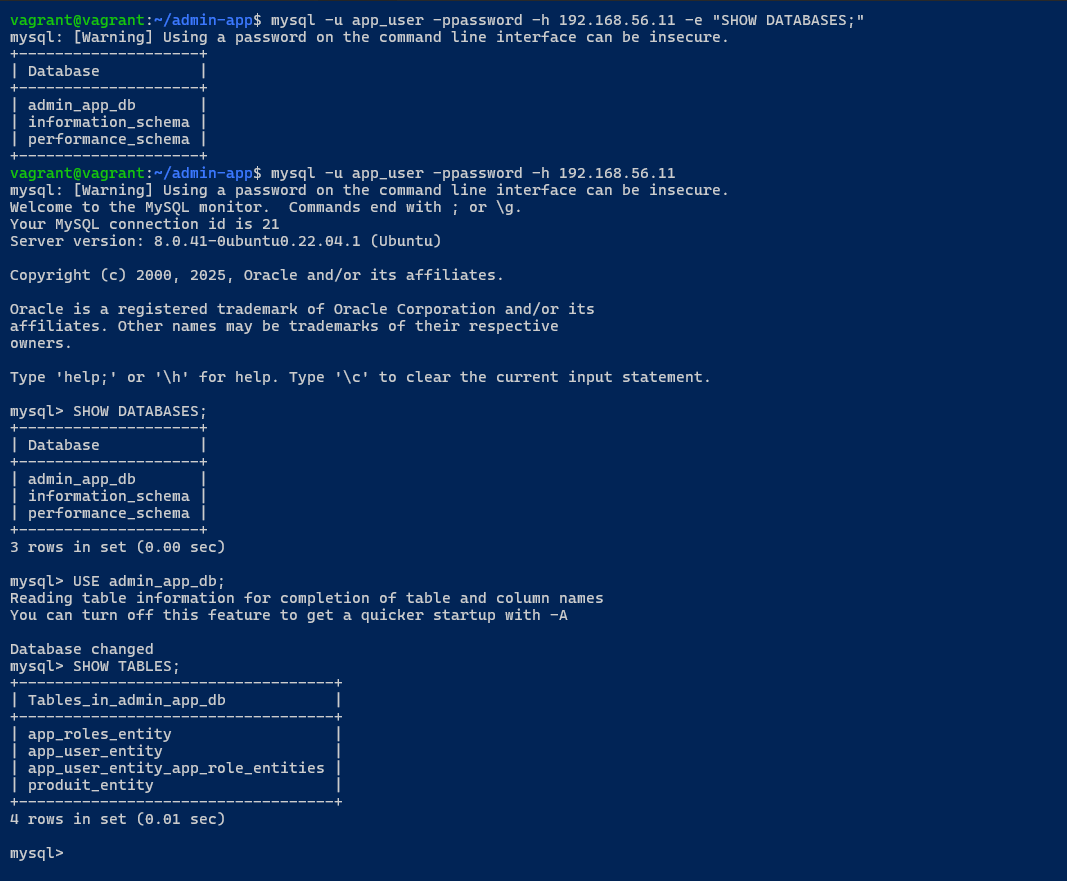 vagrant@vagrant:~/admin-app$ mysql -u app_user -ppassword -h 192.168.56.11 -e "SHOW DATABASES;"
mysql: [Warning] Using a password on the command line interface can be insecure.
+--------------------+
| Database           |
+--------------------+
| admin_app_db       |
| information_schema |
| performance_schema |
+--------------------+
vagrant@vagrant:~/admin-app$ mysql -u app_user -ppassword -h 192.168.56.11
mysql: [Warning] Using a password on the command line interface can be insecure.
Welcome to the MySQL monitor.  Commands end with ; or \g.
Your MySQL connection id is 21
Server version: 8.0.41-0ubuntu0.22.04.1 (Ubuntu)

Copyright (c) 2000, 2025, Oracle and/or its affiliates.

Oracle is a registered trademark of Oracle Corporation and/or its
affiliates. Other names may be trademarks of their respective
owners.

Type 'help;' or '\h' for help. Type '\c' to clear the current input statement.

mysql> SHOW DATABASES;
+--------------------+
| Database           |
+--------------------+
| admin_app_db       |
| information_schema |
| performance_schema |
+--------------------+
3 rows in set (0.00 sec)

mysql> USE admin_app_db;
Reading table information for completion of table and column names
You can turn off this feature to get a quicker startup with -A

Database changed
mysql> SHOW TABLES;
+-----------------------------------+
| Tables_in_admin_app_db            |
+-----------------------------------+
| app_roles_entity                  |
| app_user_entity                   |
| app_user_entity_app_role_entities |
| produit_entity                    |
+-----------------------------------+
4 rows in set (0.01 sec)

mysql>